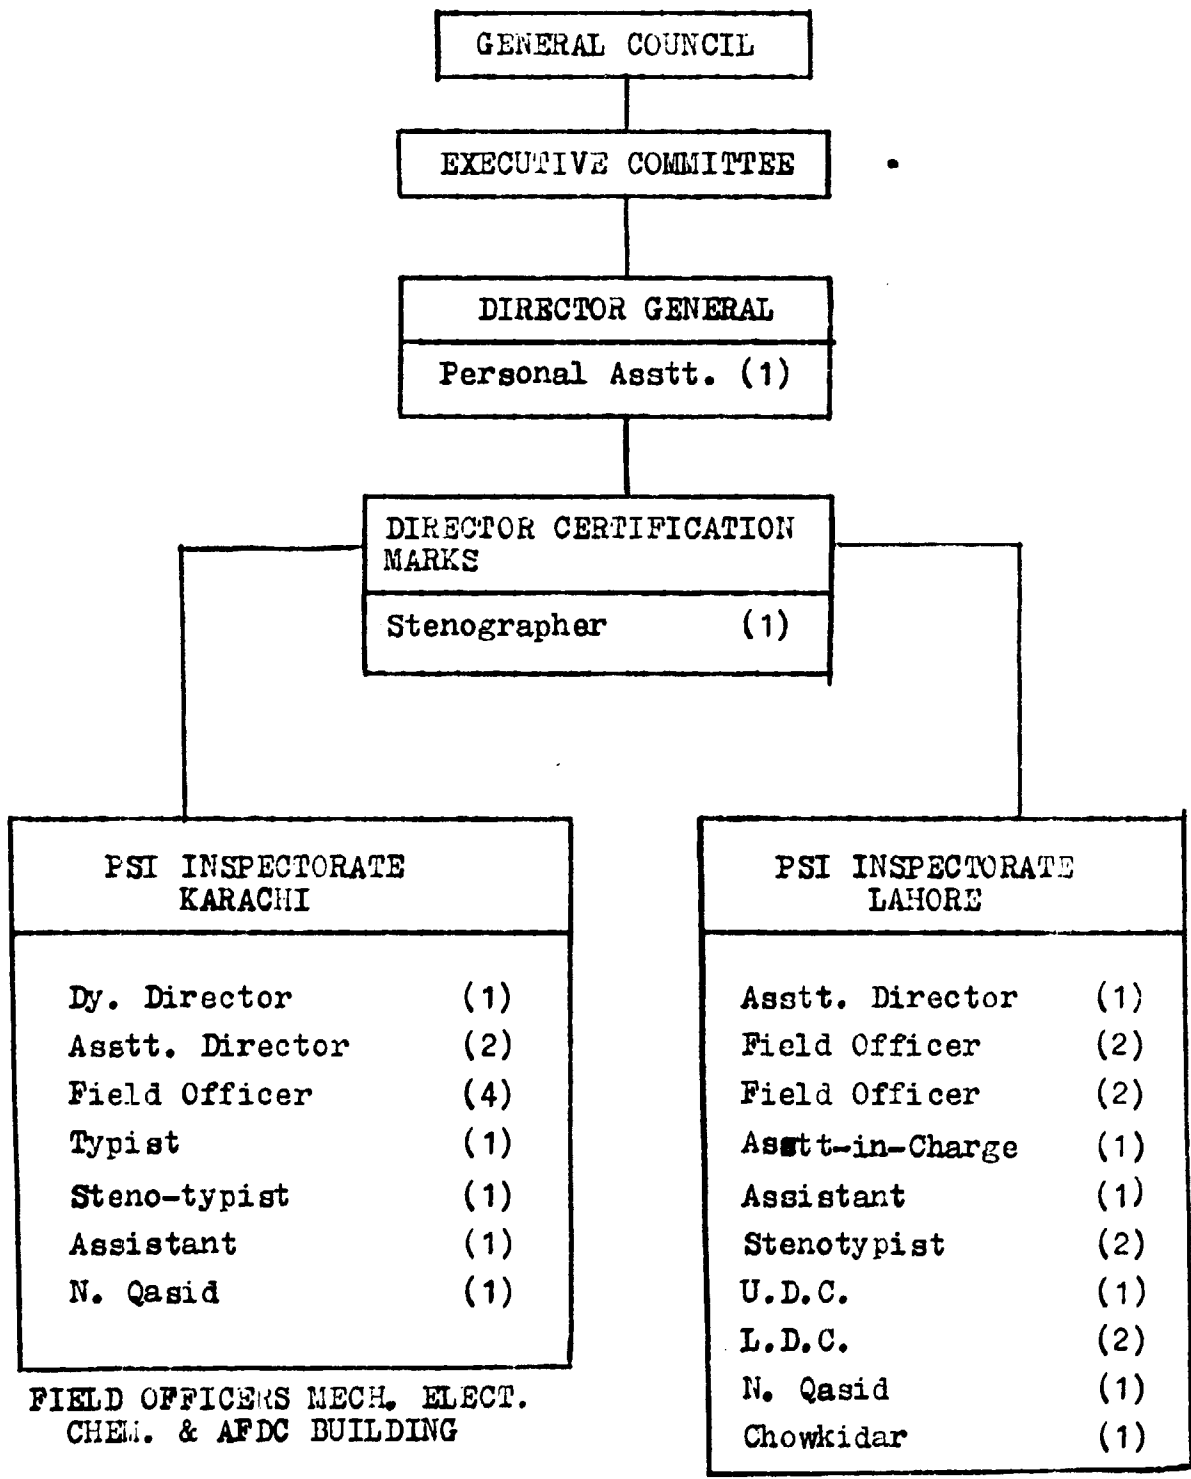 GENERAL COUNCIL
EXECUTIVE COMMITTEE
DIRECTOR GENERAL
Personal Asstt. (1)
DIRECTOR CERTIFICATION
MARKS
Stenographer (1)
PSI INSPECTORATE
KARACHI
Dy. Director (1)
Asstt. Director (2)
Field Officer (4)
Typist (1)
Steno-typist (1)
Assistant (1)
N. Qasid (1)
FIELD OFFICERS MECH. ELECT.
CHEM. & AFDC BUILDING
PSI INSPECTORATE
LAHORE
Asstt. Director (1)
Field Officer (2)
Field Officer (2)
Asstt-in-Charge (1)
Assistant (1)
Stenotypist (2)
U.D.C. (1)
L.D.C. (2)
N. Qasid (1)
Chowkidar (1)